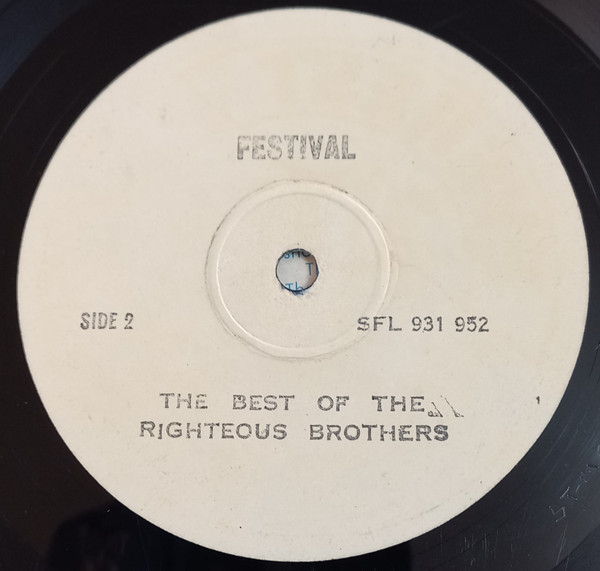 FESTIVAL
SIDE 2
SFL 931 952
THE BEST OF THE
RIGHTEOUS BROTHERS